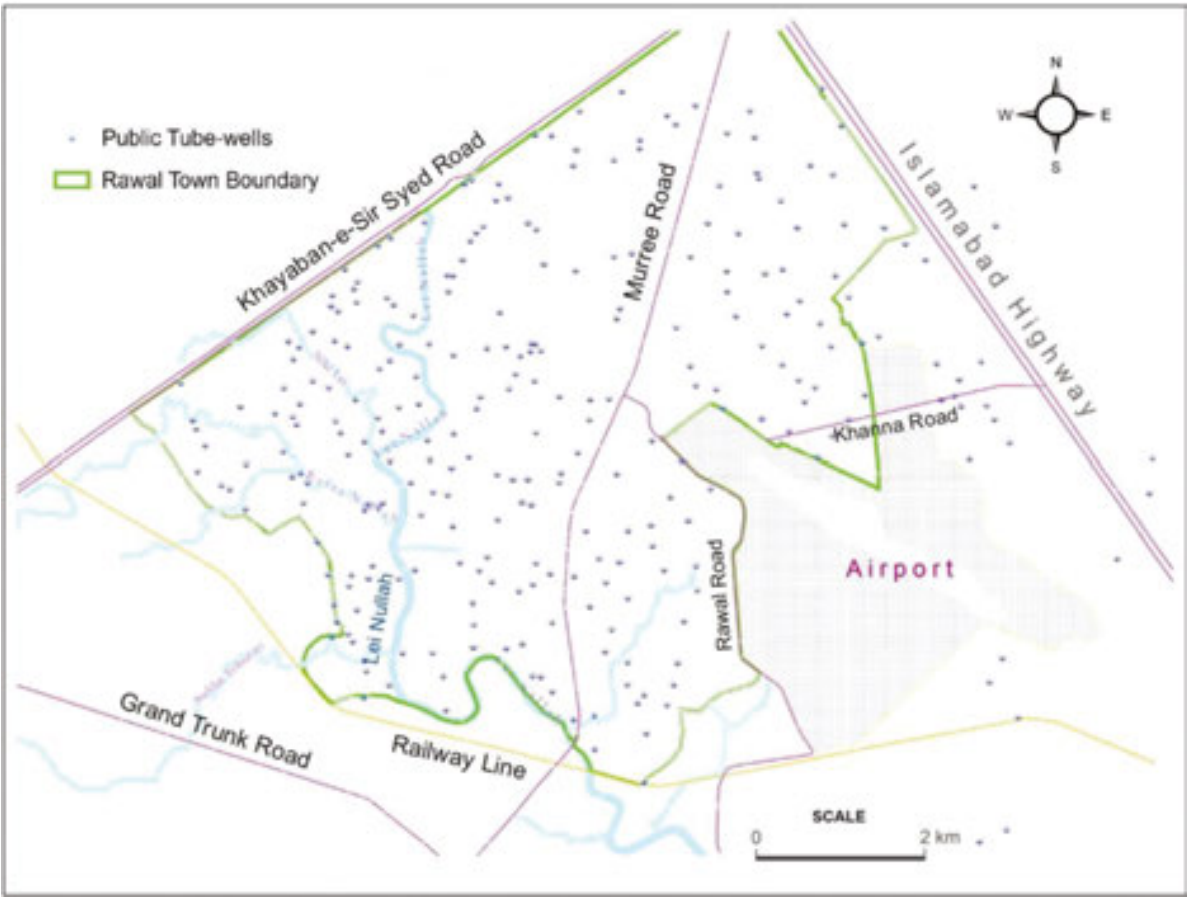 N
W E
S
Public Tube-wells
Rawal Town Boundary
Khayaban-e-Sir Syed Road
Murree Road
Islamabad Highway
Khanna Road
Airport
Rawal Road
Lei Nullah
Grand Trunk Road
Railway Line
SCALE
0 2 km